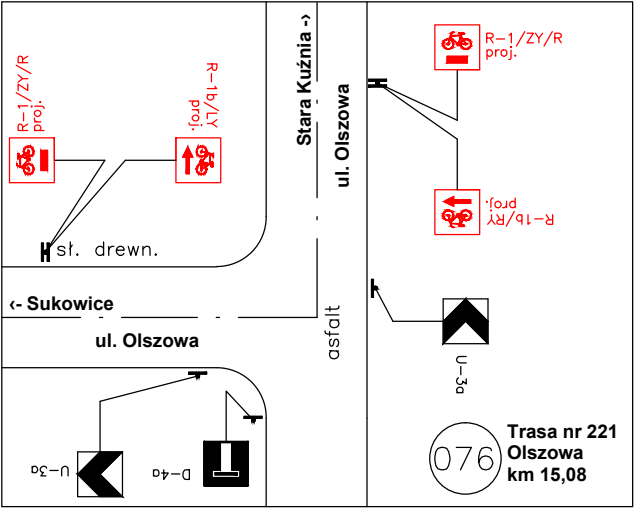 R-1/ZY/R
proj.
R-1b/LY
proj.
Stara Kuźnia ->
ul. Olszowa
R-1/ZY/R
proj.
R-1b/RY
proj.
sł. drewn.
<- Sukowice
ul. Olszowa
asfalt
U-3a
U-3a
D-4a
076
Trasa nr 221
Olszowa
km 15,08